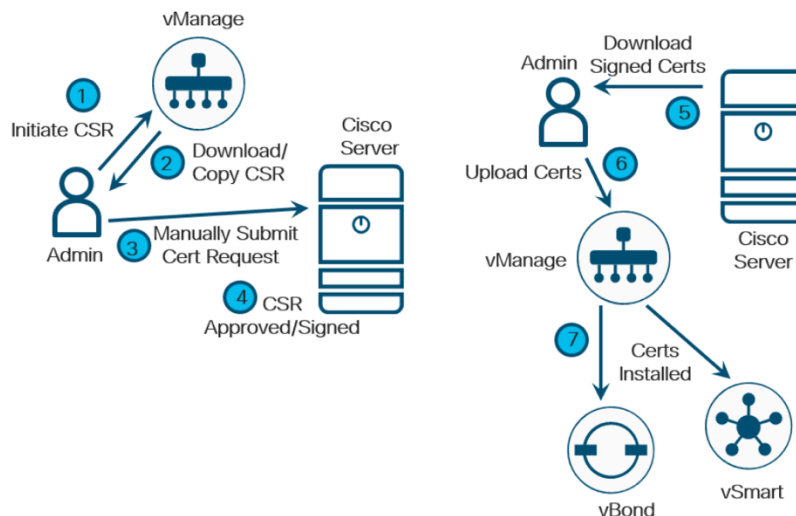 vManage
1
Initiate CSR
2
Download/
Copy CSR
Cisco
Server
Admin
3
Manually Submit
Cert Request
4
CSR
Approved/Signed
Download
Signed Certs
Admin
5
Upload Certs
6
Cisco
Server
vManage
7
Certs
Installed
vBond
vSmart